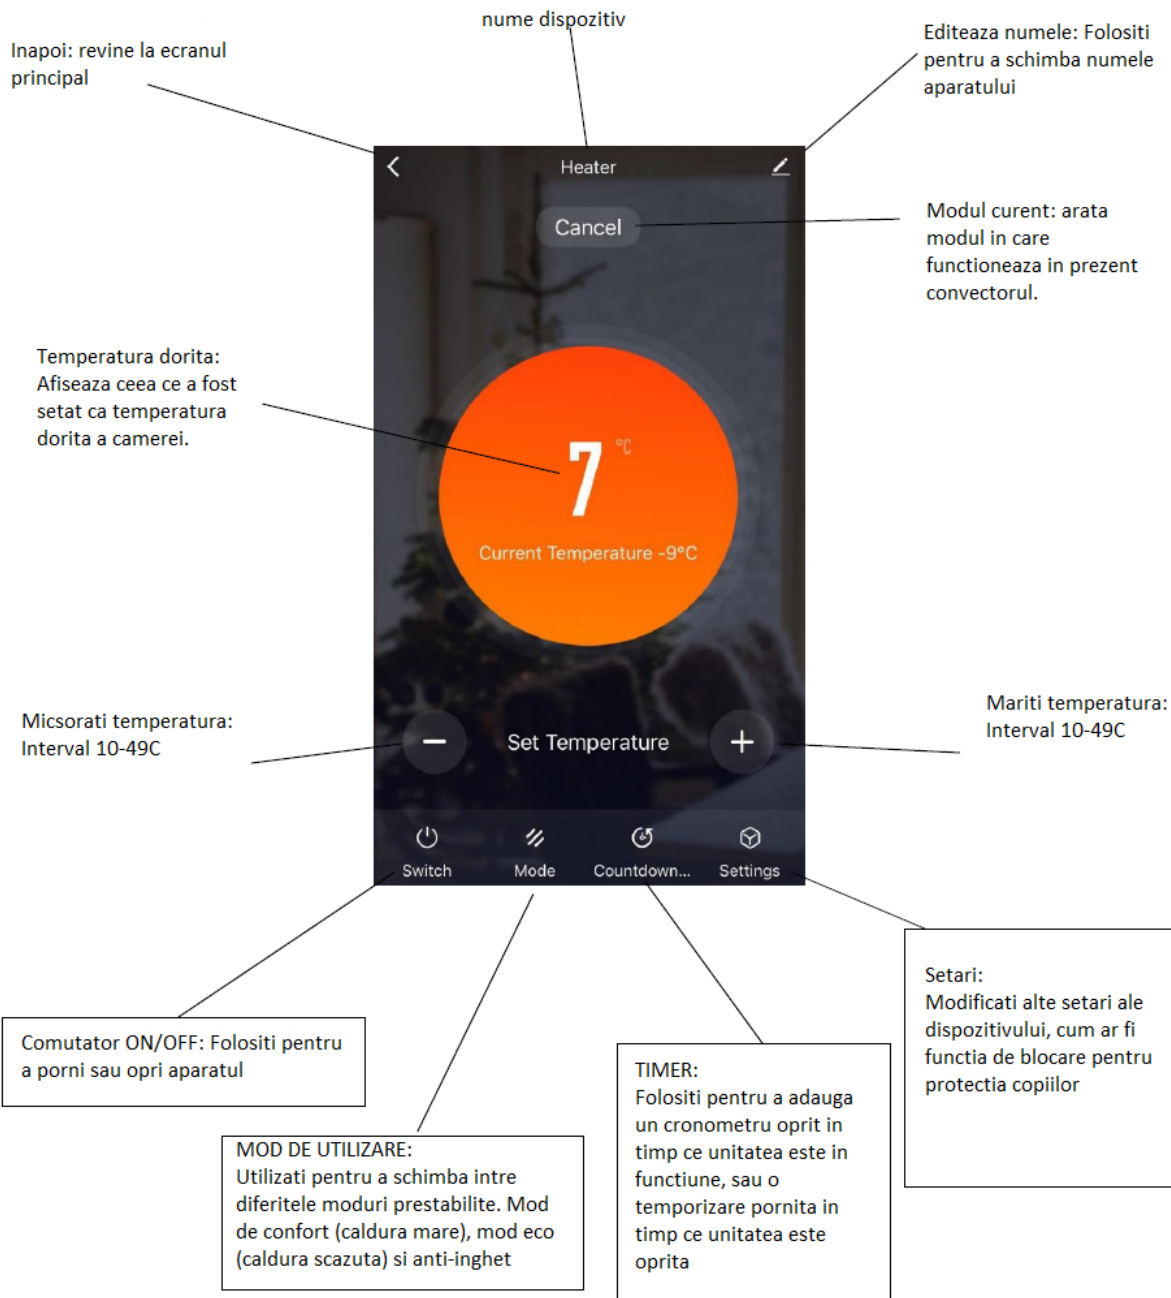 nume dispozitiv
Inapoi: revine la ecranul
principal
Editeaza numele: Folositi
pentru a schimba numele
aparatului
Heater
Cancel
Modul curent: arata
modul in care
functioneaza in prezent
convectorul.
Temperatura dorita:
Afiseaza ceea ce a fost
setat ca temperatura
dorita a camerei.
7 °C
Current Temperature -9°C
Micsorati temperatura:
Interval 10-49C
Mariti temperatura:
Interval 10-49C
− Set Temperature +
Switch Mode Countdown... Settings
Comutator ON/OFF: Folositi pentru
a porni sau opri aparatul
MOD DE UTILIZARE:
Utilizati pentru a schimba intre
diferitele moduri prestabilite. Mod
de confort (caldura mare), mod eco
(caldura scazuta) si anti-inghet
TIMER:
Folositi pentru a adauga
un cronometru oprit in
timp ce unitatea este in
functiune, sau o
temporizare pornita in
timp ce unitatea este
oprita
Setari:
Modificati alte setari ale
dispozitivului, cum ar fi
functia de blocare pentru
protectia copiilor